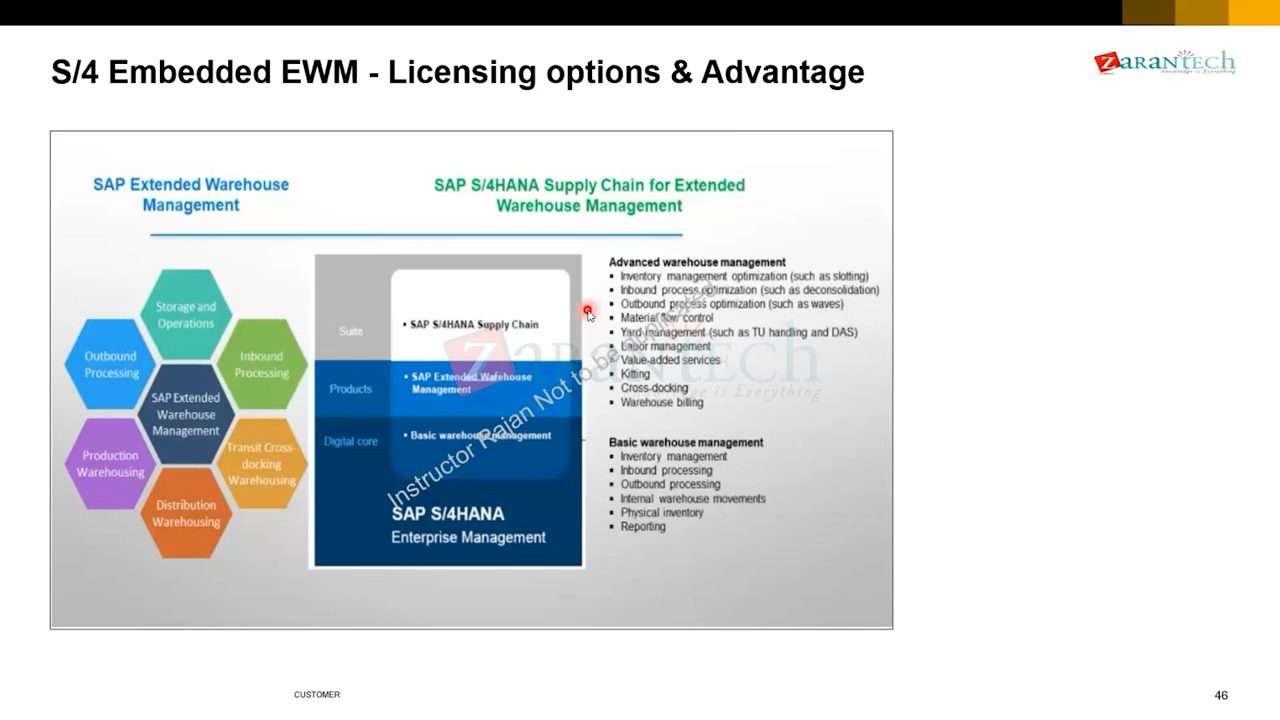 S/4 Embedded EWM - Licensing options & Advantage
ZARANTECH
Knowledge is Everything
SAP Extended Warehouse
Management
SAP S/4HANA Supply Chain for Extended
Warehouse Management
Storage and
Operations
Outbound
Processing
Inbound
Processing
SAP Extended
Warehouse
Management
Production
Warehousing
Transit Cross-
docking
Warehousing
Distribution
Warehousing
Suite
• SAP S/4HANA Supply Chain
Products
• SAP Extended Warehouse
Management
Digital core
• Basic warehouse management
SAP S/4HANA
Enterprise Management
Advanced warehouse management
▪ Inventory management optimization (such as slotting)
▪ Inbound process optimization (such as deconsolidation)
▪ Outbound process optimization (such as waves)
▪ Material flow control
▪ Yard management (such as TU handling and DAS)
▪ Labor management
▪ Value-added services
▪ Kitting
▪ Cross-docking
▪ Warehouse billing
Basic warehouse management
▪ Inventory management
▪ Inbound processing
▪ Outbound processing
▪ Internal warehouse movements
▪ Physical inventory
▪ Reporting
Instructor Rajan Not to be duplicated
CUSTOMER
46